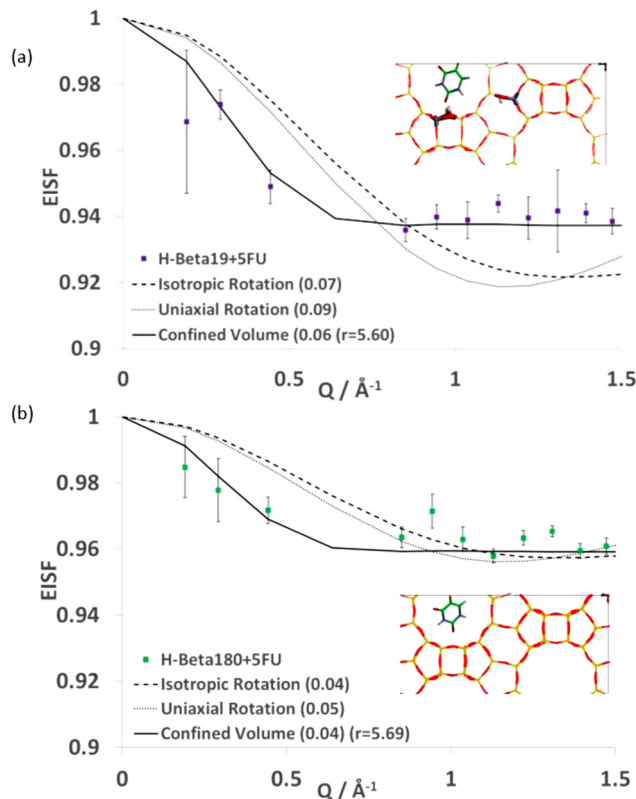 (a)
1
0.98
0.96
0.94
0.92
0.9
EISF
H-Beta19+5FU
Isotropic Rotation (0.07)
Uniaxial Rotation (0.09)
Confined Volume (0.06 (r=5.60)
0
0.5
1
1.5
Q / Å⁻¹
(b)
1
0.98
0.96
0.94
0.92
0.9
EISF
H-Beta180+5FU
Isotropic Rotation (0.04)
Uniaxial Rotation (0.05)
Confined Volume (0.04) (r=5.69)
0
0.5
1
1.5
Q / Å⁻¹